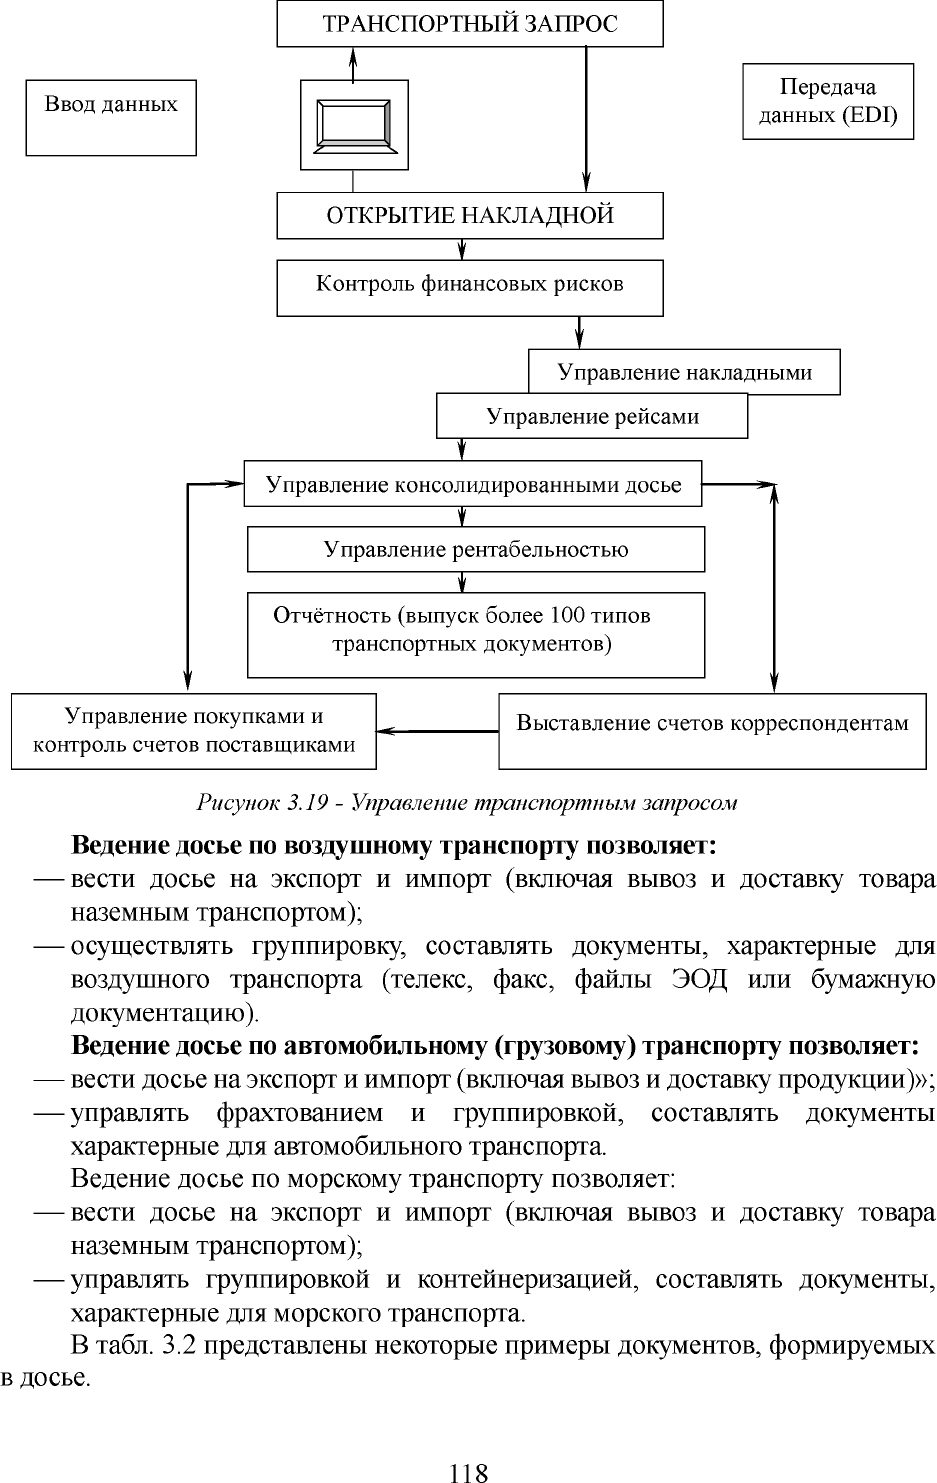 ТРАНСПОРТНЫЙ ЗАПРОС
Ввод данных
Передача
данных (EDI)
ОТКРЫТИЕ НАКЛАДНОЙ
Контроль финансовых рисков
Управление накладными
Управление рейсами
Управление консолидированными досье
Управление рентабельностью
Отчётность (выпуск более 100 типов
транспортных документов)
Управление покупками и
контроль счетов поставщиками
Выставление счетов корреспондентам
Рисунок 3.19 - Управление транспортным запросом
Ведение досье по воздушному транспорту позволяет:
— вести досье на экспорт и импорт (включая вывоз и доставку товара
наземным транспортом);
— осуществлять группировку, составлять документы, характерные для
воздушного транспорта (телекс, факс, файлы ЭОД или бумажную
документацию).
Ведение досье по автомобильному (грузовому) транспорту позволяет:
— вести досье на экспорт и импорт (включая вывоз и доставку продукции)»;
— управлять фрахтованием и группировкой, составлять документы
характерные для автомобильного транспорта.
Ведение досье по морскому транспорту позволяет:
— вести досье на экспорт и импорт (включая вывоз и доставку товара
наземным транспортом);
— управлять группировкой и контейнеризацией, составлять документы,
характерные для морского транспорта.
В табл. 3.2 представлены некоторые примеры документов, формируемых
в досье.
118